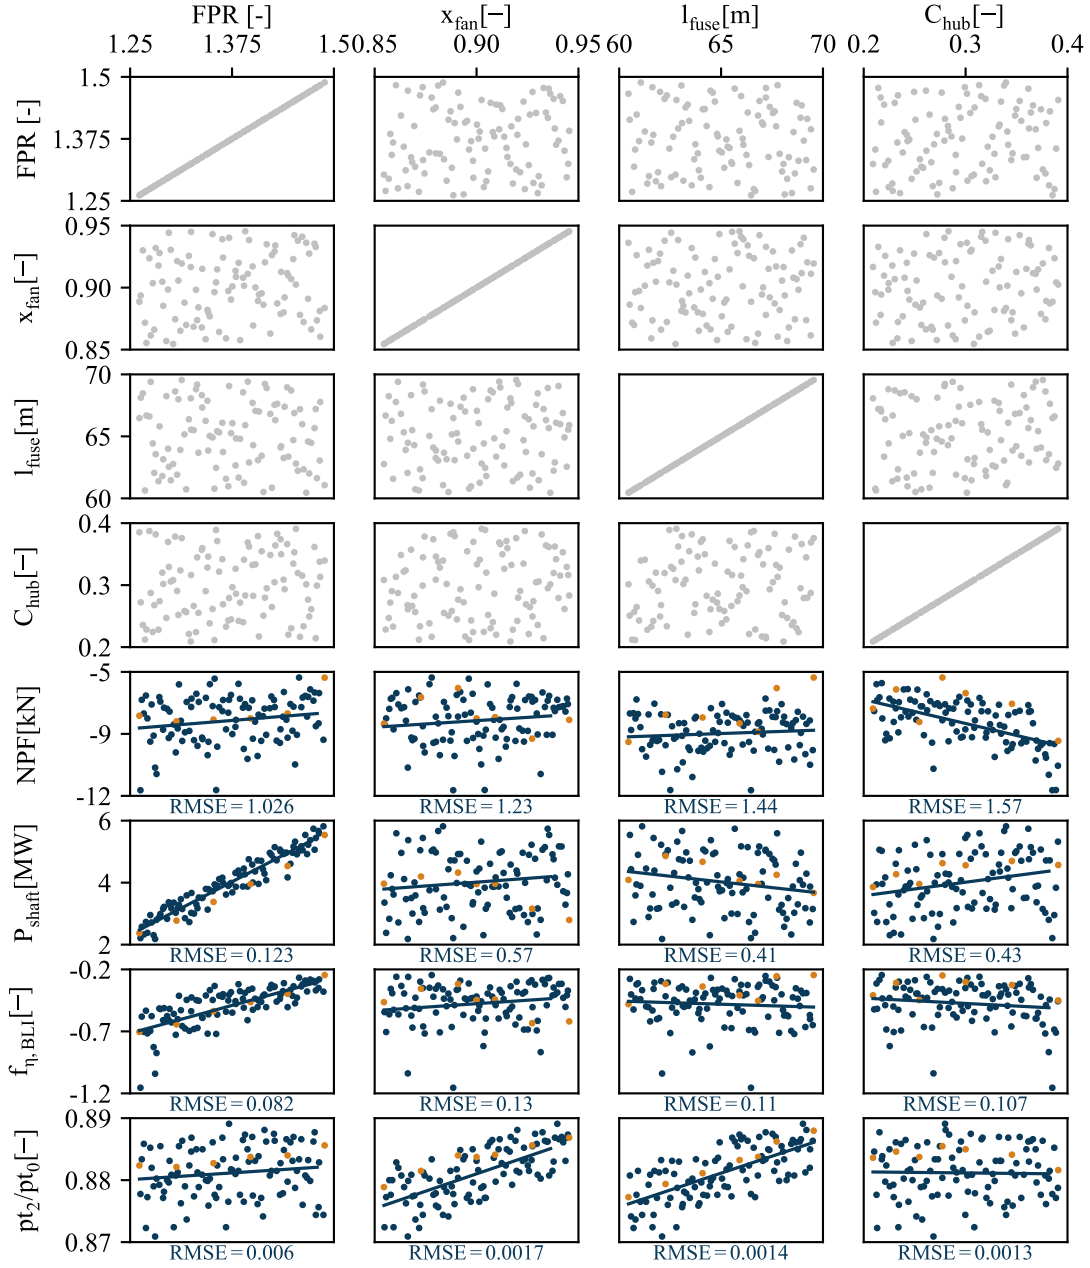 FPR [-] x_fan[−] l_fuse[m] C_hub[−]
1.25 1.375 1.50 0.85 0.90 0.95 60 65 70 0.2 0.3 0.4
FPR [-] 1.5
1.375
1.25
x_fan[−] 0.95
0.90
0.85
l_fuse[m] 70
65
60
C_hub[−] 0.4
0.3
0.2
NPF[kN] -5
-9
-12
RMSE=1.026 RMSE=1.23 RMSE=1.44 RMSE=1.57
P_shaft[MW] 6
4
2
RMSE=0.123 RMSE=0.57 RMSE=0.41 RMSE=0.43
f_η,BLI[−] -0.2
-0.7
-1.2
RMSE=0.082 RMSE=0.13 RMSE=0.11 RMSE=0.107
pt_2/pt_0[−] 0.89
0.88
0.87
RMSE=0.006 RMSE=0.0017 RMSE=0.0014 RMSE=0.0013